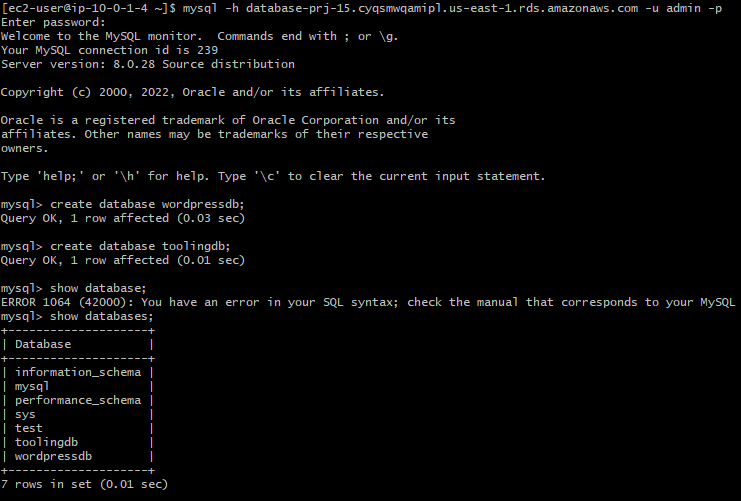 [ec2-user@ip-10-0-1-4 ~]$ mysql -h database-prj-15.cyqsmwqamipl.us-east-1.rds.amazonaws.com -u admin -p
Enter password:
Welcome to the MySQL monitor.  Commands end with ; or \g.
Your MySQL connection id is 239
Server version: 8.0.28 Source distribution
Copyright (c) 2000, 2022, Oracle and/or its affiliates.
Oracle is a registered trademark of Oracle Corporation and/or its
affiliates. Other names may be trademarks of their respective
owners.
Type 'help;' or '\h' for help. Type '\c' to clear the current input statement.
mysql> create database wordpressdb;
Query OK, 1 row affected (0.03 sec)
mysql> create database toolingdb;
Query OK, 1 row affected (0.01 sec)
mysql> show database;
ERROR 1064 (42000): You have an error in your SQL syntax; check the manual that corresponds to your MySQL
mysql> show databases;
+--------------------+
| Database           |
+--------------------+
| information_schema |
| mysql              |
| performance_schema |
| sys                |
| test               |
| toolingdb          |
| wordpressdb        |
+--------------------+
7 rows in set (0.01 sec)